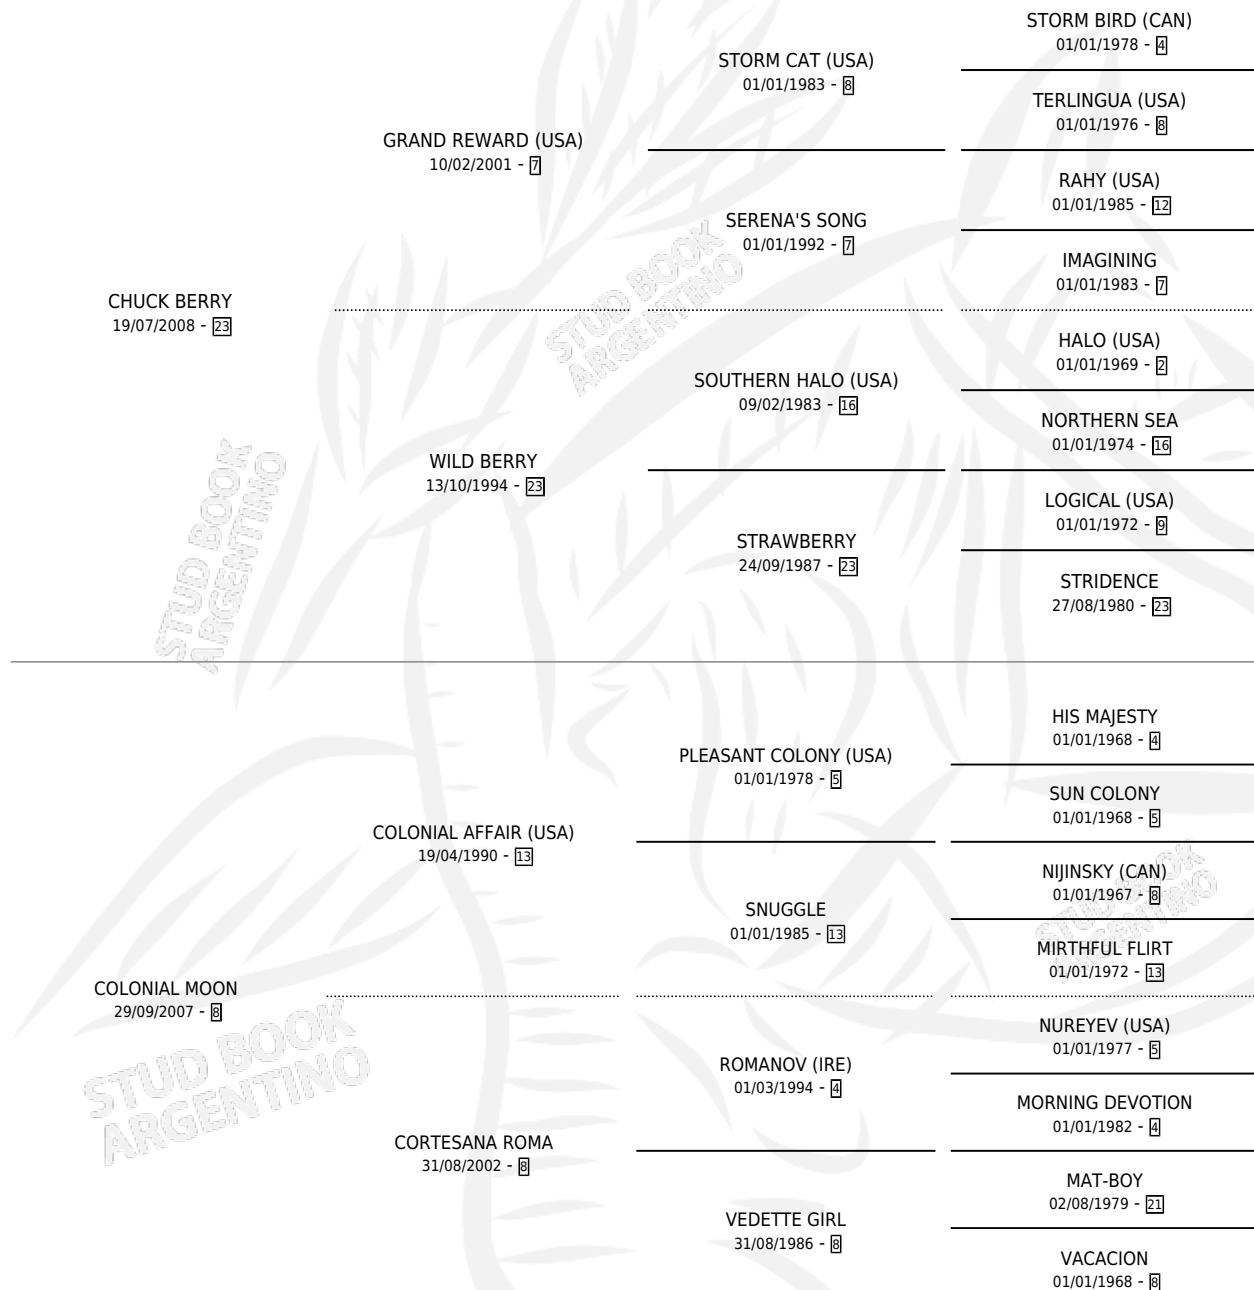 STORM BIRD (CAN)
01/01/1978 - 4
STORM CAT (USA)
01/01/1983 - 8
TERLINGUA (USA)
01/01/1976 - 8
GRAND REWARD (USA)
10/02/2001 - 7
RAHY (USA)
01/01/1985 - 12
SERENA'S SONG
01/01/1992 - 7
IMAGINING
01/01/1983 - 7
CHUCK BERRY
19/07/2008 - 23
HALO (USA)
01/01/1969 - 2
SOUTHERN HALO (USA)
09/02/1983 - 16
NORTHERN SEA
01/01/1974 - 16
WILD BERRY
13/10/1994 - 23
LOGICAL (USA)
01/01/1972 - 9
STRAWBERRY
24/09/1987 - 23
STRIDENCE
27/08/1980 - 23
HIS MAJESTY
01/01/1968 - 4
PLEASANT COLONY (USA)
01/01/1978 - 5
SUN COLONY
01/01/1968 - 5
COLONIAL AFFAIR (USA)
19/04/1990 - 13
NIJINSKY (CAN)
01/01/1967 - 8
SNUGGLE
01/01/1985 - 13
MIRTHFUL FLIRT
01/01/1972 - 13
COLONIAL MOON
29/09/2007 - 8
NUREYEV (USA)
01/01/1977 - 5
ROMANOV (IRE)
01/03/1994 - 4
MORNING DEVOTION
01/01/1982 - 4
CORTESANA ROMA
31/08/2002 - 8
MAT-BOY
02/08/1979 - 21
VEDETTE GIRL
31/08/1986 - 8
VACACION
01/01/1968 - 8
STUD BOOK
ARGENTINO
STUD BOOK
ARGENTINO
STUD BOOK
ARGENTINO
STUD BOOK
ARGENTINO